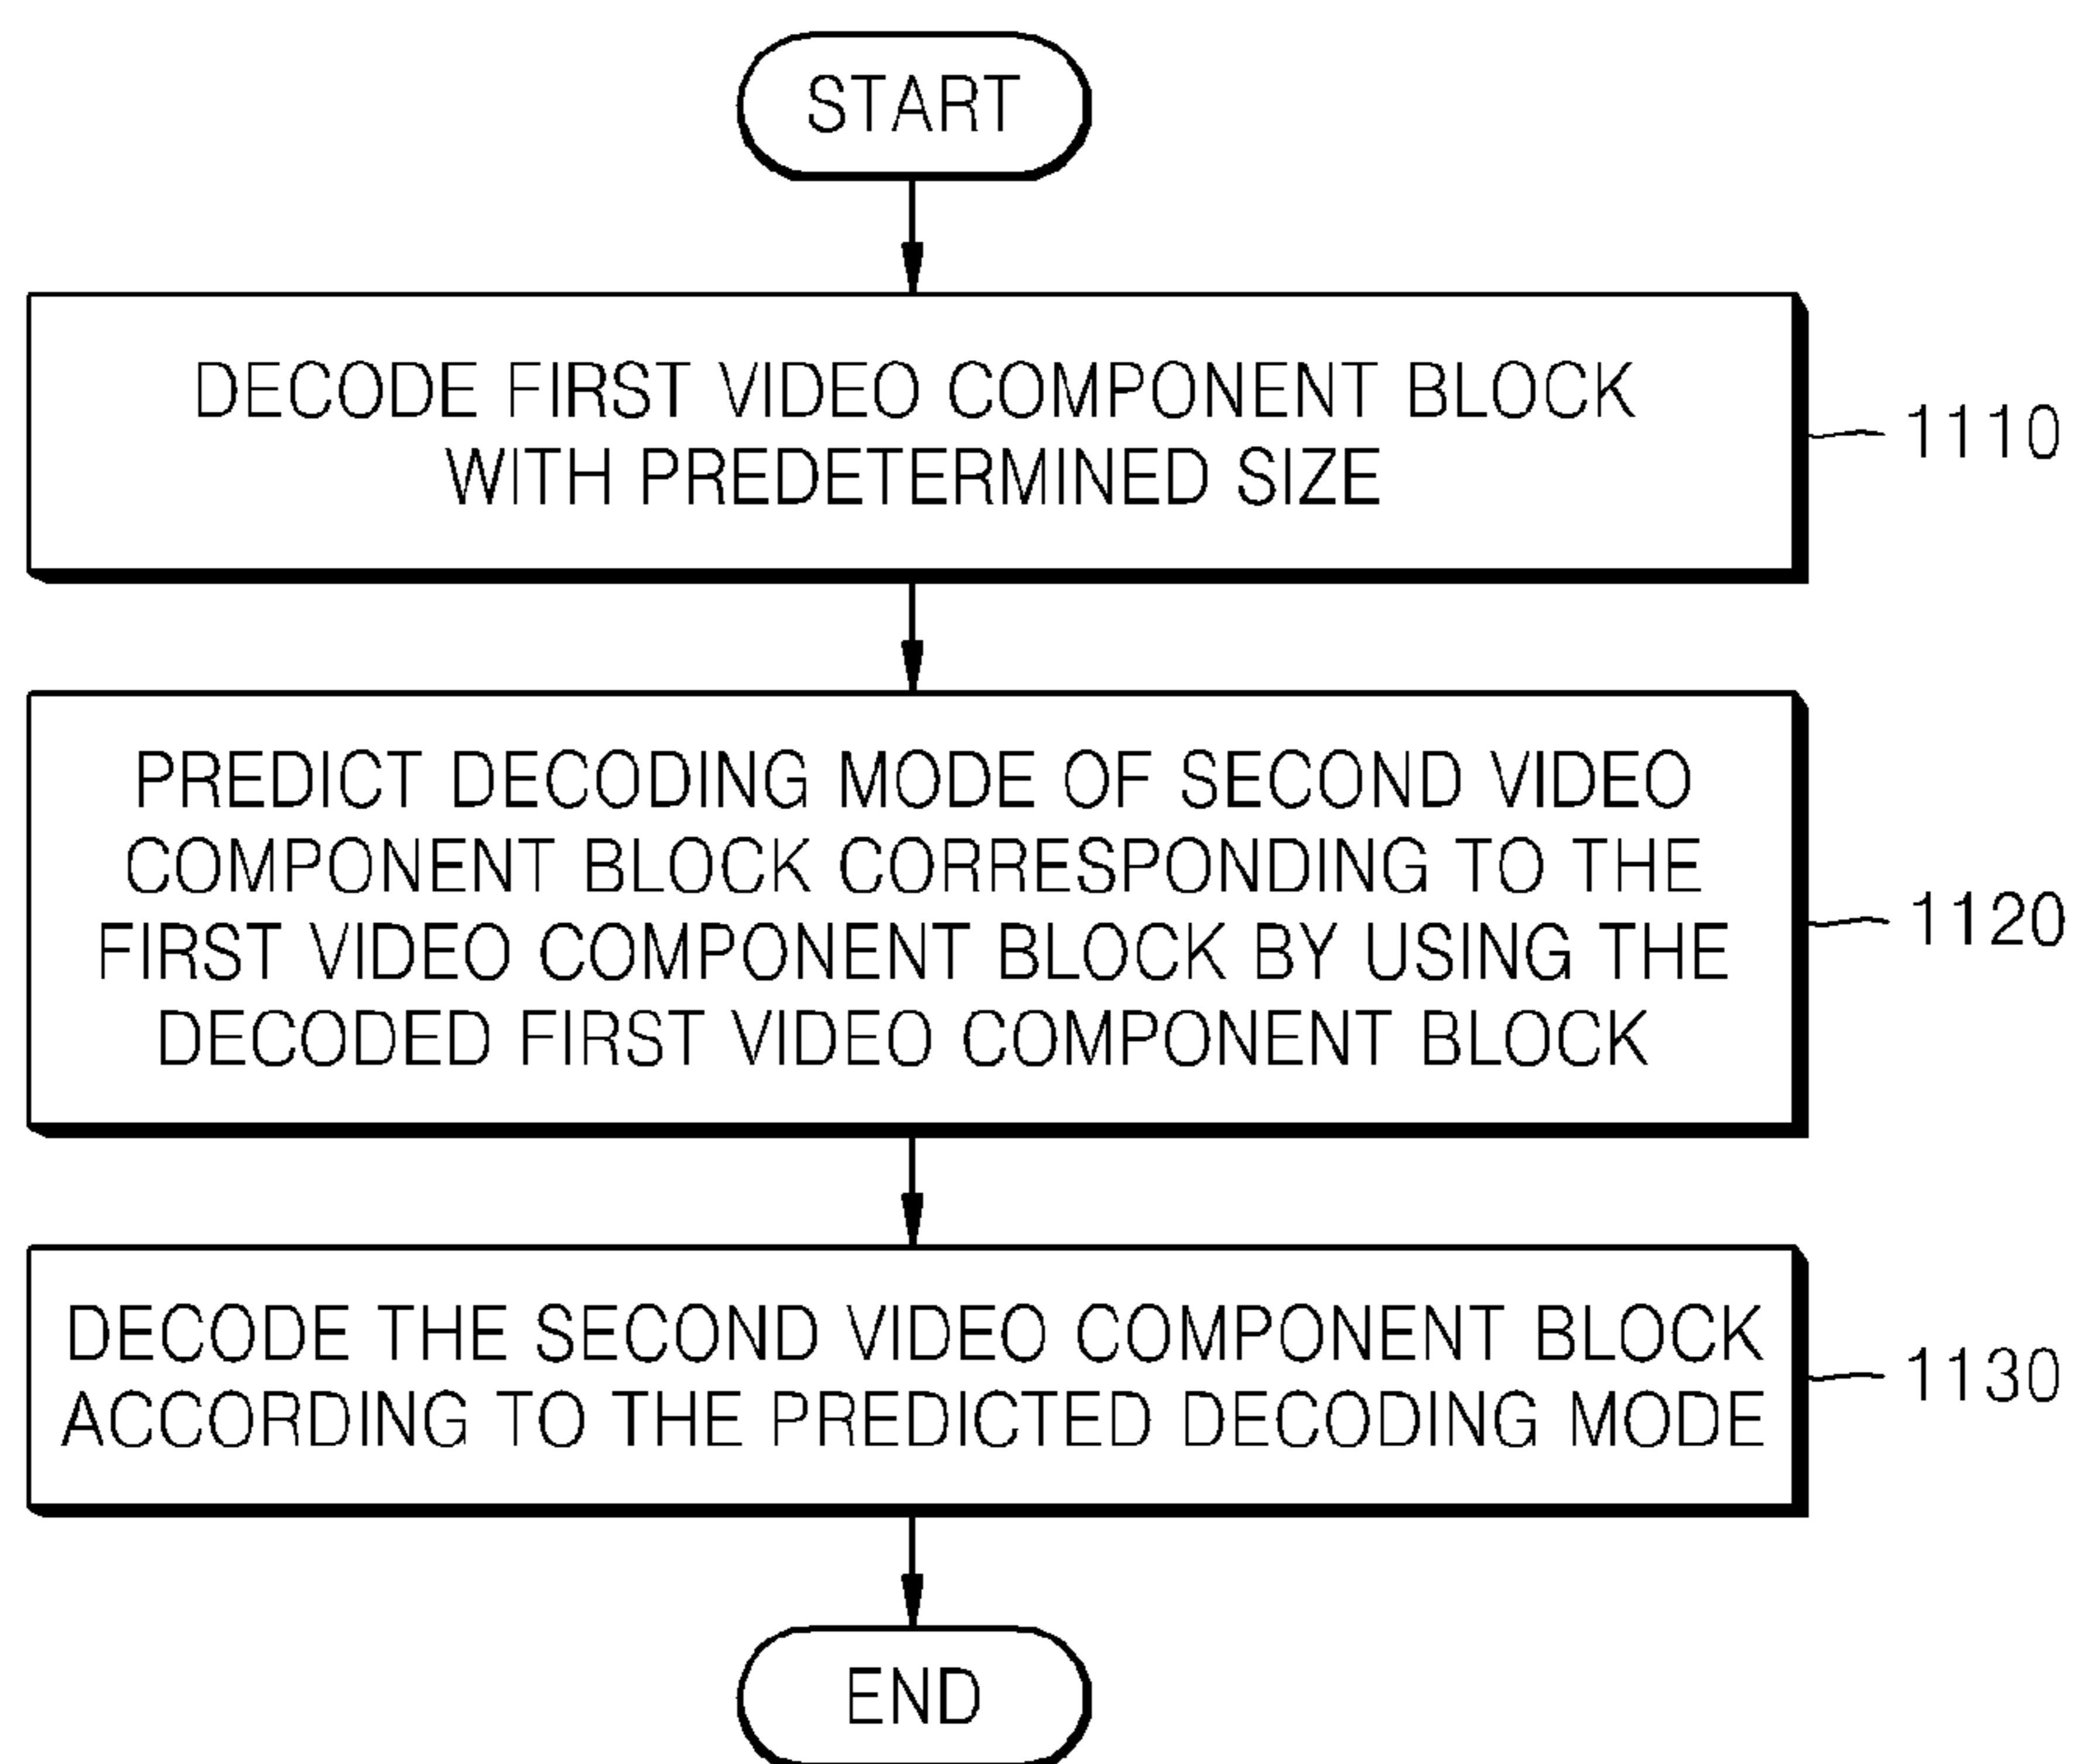 START
DECODE FIRST VIDEO COMPONENT BLOCK
WITH PREDETERMINED SIZE
1110
PREDICT DECODING MODE OF SECOND VIDEO
COMPONENT BLOCK CORRESPONDING TO THE
FIRST VIDEO COMPONENT BLOCK BY USING THE
DECODED FIRST VIDEO COMPONENT BLOCK
1120
DECODE THE SECOND VIDEO COMPONENT BLOCK
ACCORDING TO THE PREDICTED DECODING MODE
1130
END